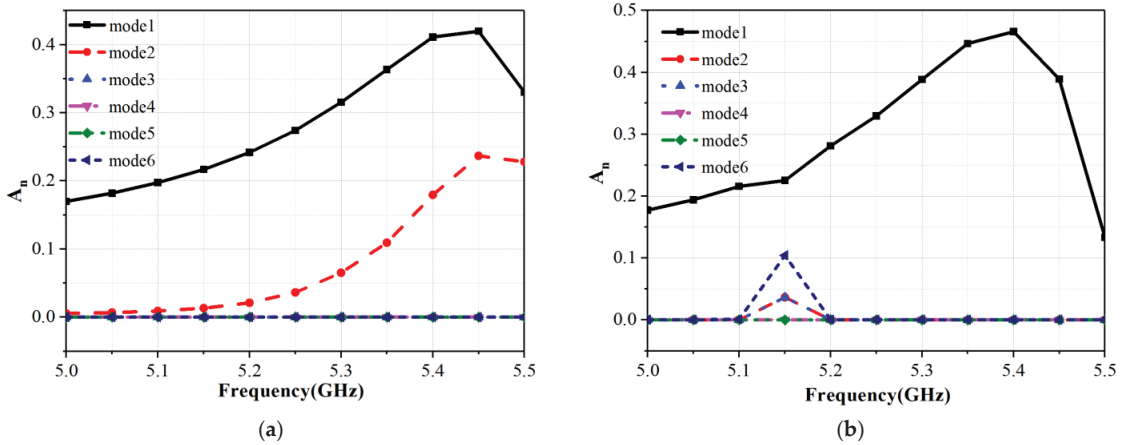 mode1
mode2
mode3
mode4
mode5
mode6
0.4
0.3
0.2
0.1
0.0
An
5.0 5.1 5.2 5.3 5.4 5.5
Frequency(GHz)
(a)
mode1
mode2
mode3
mode4
mode5
mode6
0.5
0.4
0.3
0.2
0.1
0.0
An
5.0 5.1 5.2 5.3 5.4 5.5
Frequency(GHz)
(b)